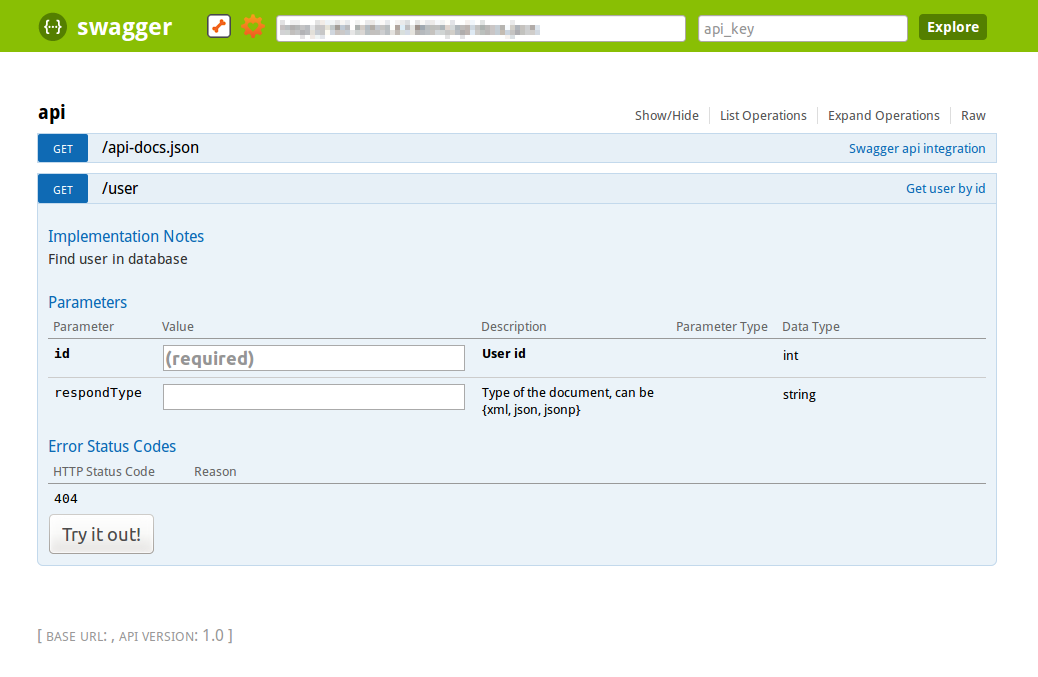 {··} swagger
api_key
Explore
api
Show/Hide
List Operations
Expand Operations
Raw
GET /api-docs.json Swagger api integration
GET /user Get user by id
Implementation Notes
Find user in database
Parameters
Parameter Value Description Parameter Type Data Type
id (required) User id int
respondType Type of the document, can be string
{xml, json, jsonp}
Error Status Codes
HTTP Status Code Reason
404
Try it out!
[ BASE URL: , API VERSION: 1.0 ]